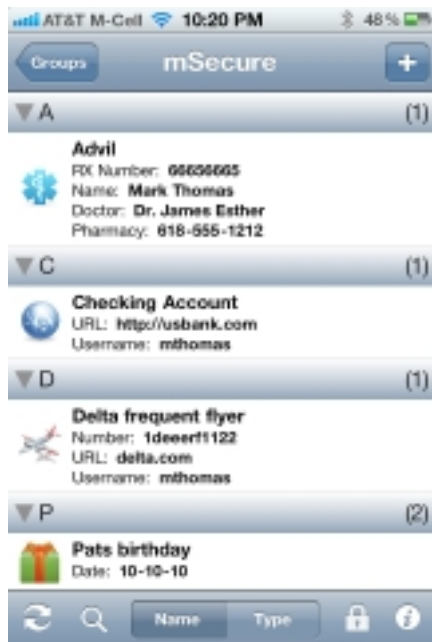 AT&T M-Cell 10:20 PM 48%
Groups mSecure +
A (1)
Advil
RX Number: 66656665
Name: Mark Thomas
Doctor: Dr. James Esther
Pharmacy: 618-555-1212
C (1)
Checking Account
URL: http://usbank.com
Username: mthomas
D (1)
Delta frequent flyer
Number: 1deeerf1122
URL: delta.com
Username: mthomas
P (2)
Pats birthday
Date: 10-10-10
Name Type